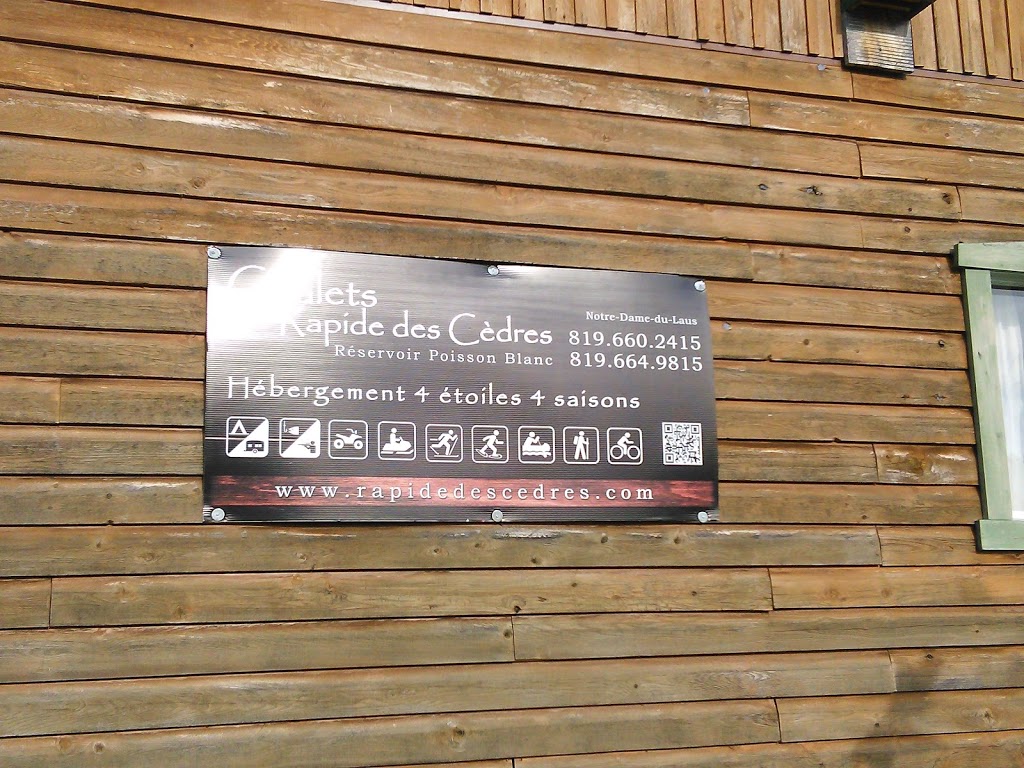 Chalets
Rapide des Cèdres
Réservoir Poisson Blanc
Notre-Dame-du-Laus
819.660.2415
819.664.9815
Hébergement 4 étoiles 4 saisons
www.rapidedescedres.com